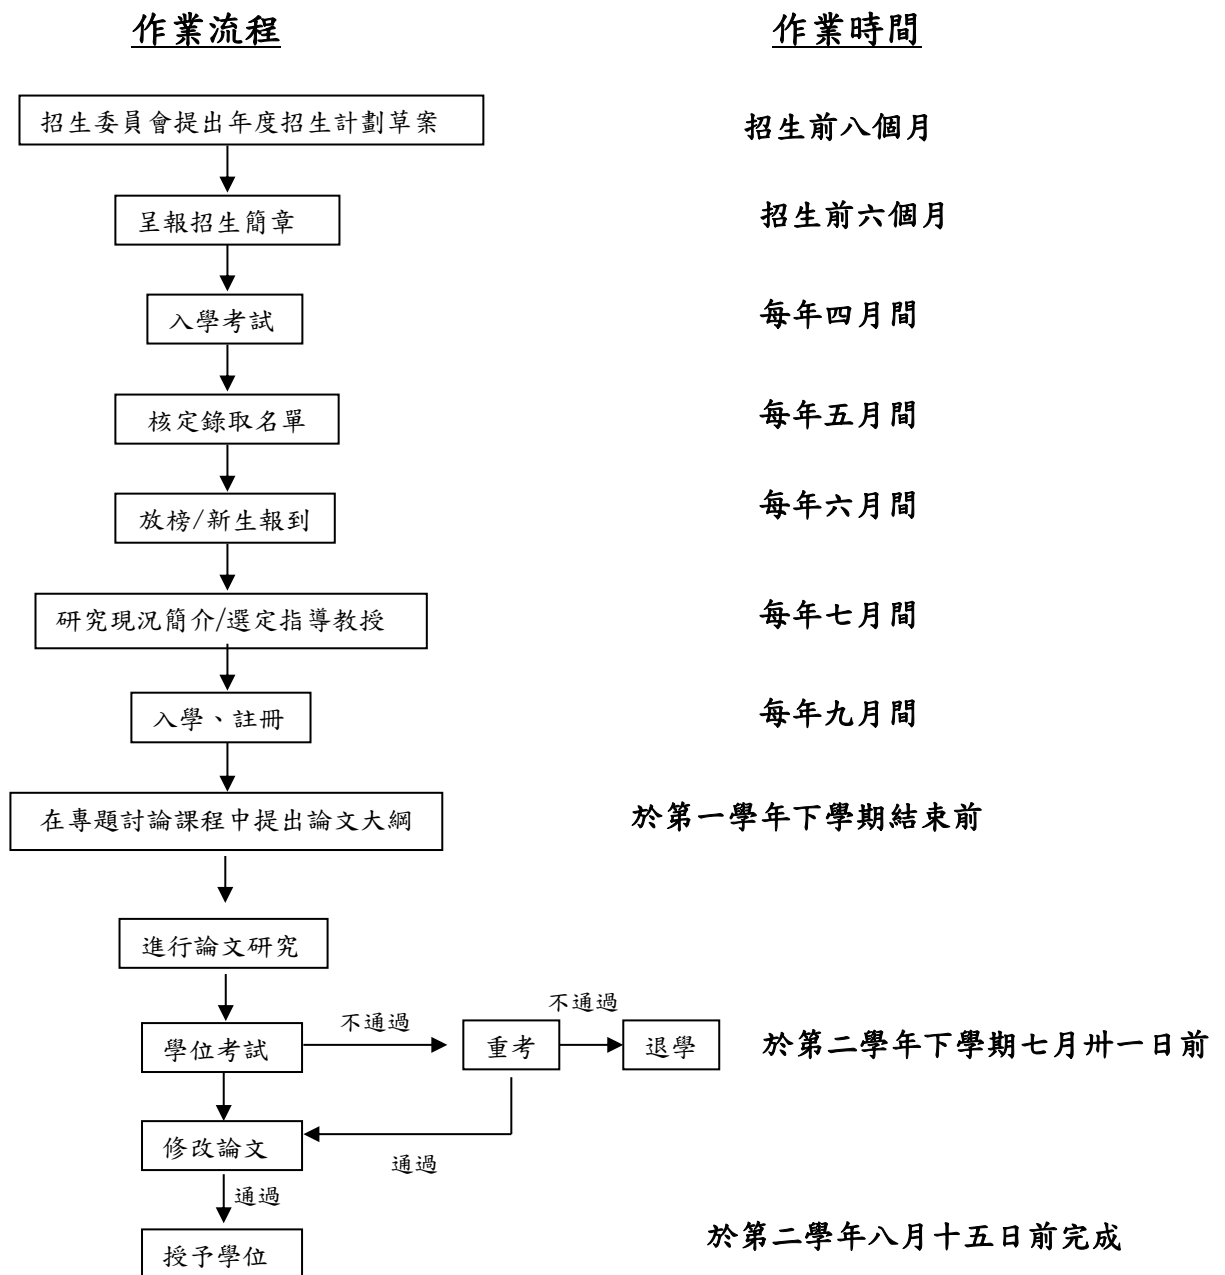 作業流程 作業時間
招生委員會提出年度招生計劃草案 招生前八個月
呈報招生簡章 招生前六個月
入學考試 每年四月間
核定錄取名單 每年五月間
放榜/新生報到 每年六月間
研究現況簡介/選定指導教授 每年七月間
入學、註冊 每年九月間
在專題討論課程中提出論文大綱 於第一學年下學期結束前
進行論文研究
不通過 不通過
學位考試 重考 退學 於第二學年下學期七月卅一日前
修改論文 通過
通過
授予學位 於第二學年八月十五日前完成